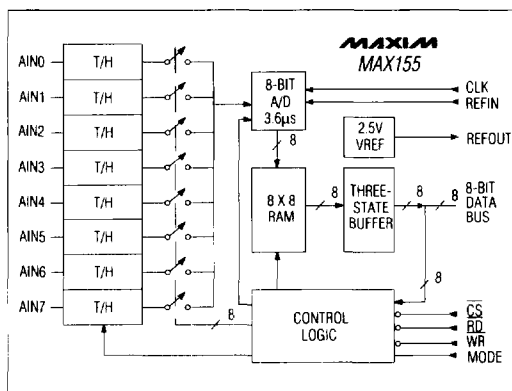 MAXIM
MAX155
AIN0 T/H
AIN1 T/H
AIN2 T/H
AIN3 T/H
AIN4 T/H
AIN5 T/H
AIN6 T/H
AIN7 T/H
8
8-BIT
A/D
3.6µs
CLK
REFIN
2.5V
VREF
REFOUT
8
8 X 8
RAM
8
THREE-
STATE
BUFFER
8
8
8-BIT
DATA
BUS
8
CONTROL
LOGIC
CS
RD
WR
MODE